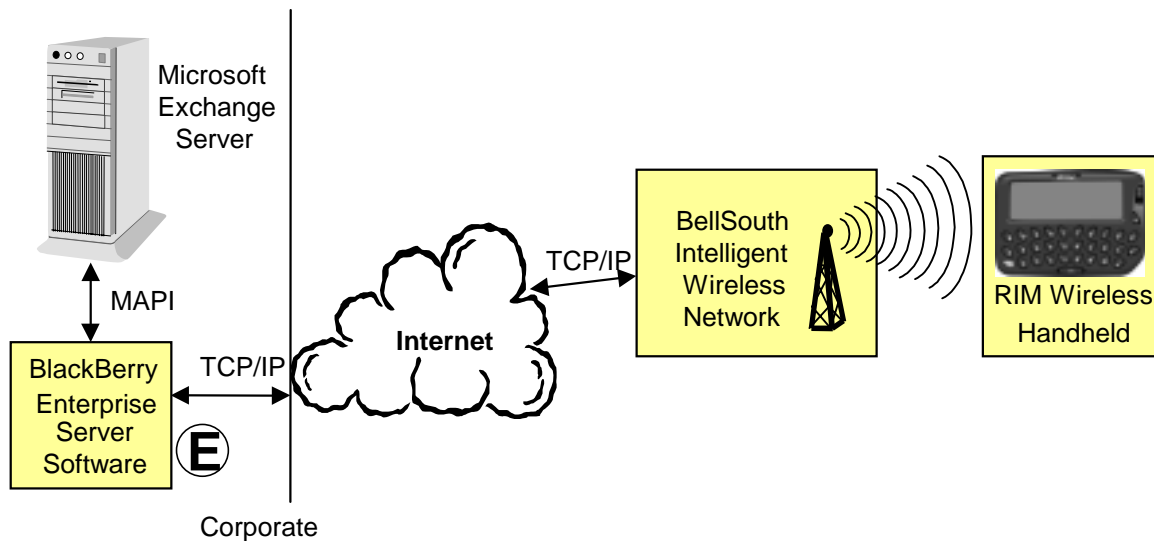 Microsoft
Exchange
Server
MAPI
BlackBerry
Enterprise
Server
Software
E
TCP/IP
Corporate
Internet
TCP/IP
BellSouth
Intelligent
Wireless
Network
RIM Wireless
Handheld